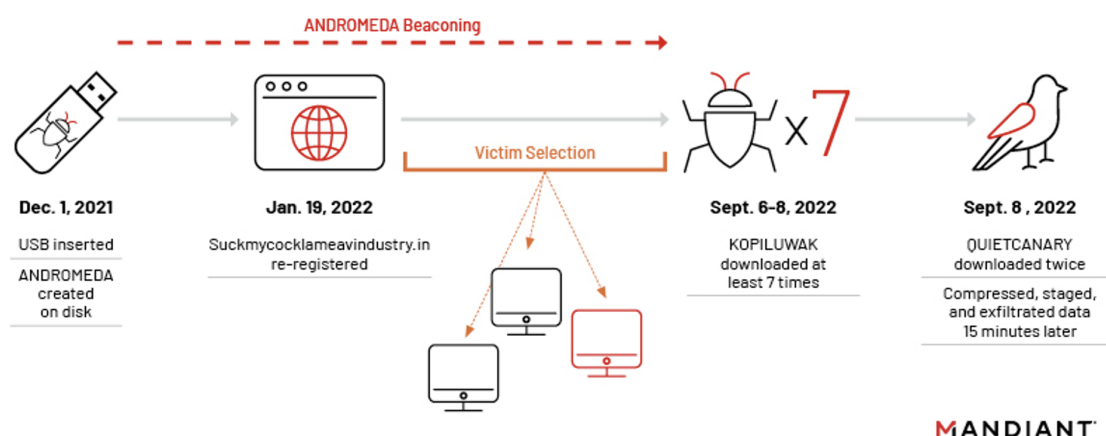 ANDROMEDA Beaconing
x7
Victim Selection
Dec. 1, 2021
USB inserted
ANDROMEDA
created
on disk
Jan. 19, 2022
Suckmycocklameavindustry.in
re-registered
Sept. 6-8, 2022
KOPILUWAK
downloaded at
least 7 times
Sept. 8 , 2022
QUIETCANARY
downloaded twice
Compressed, staged,
and exfiltrated data
15 minutes later
MANDIANT